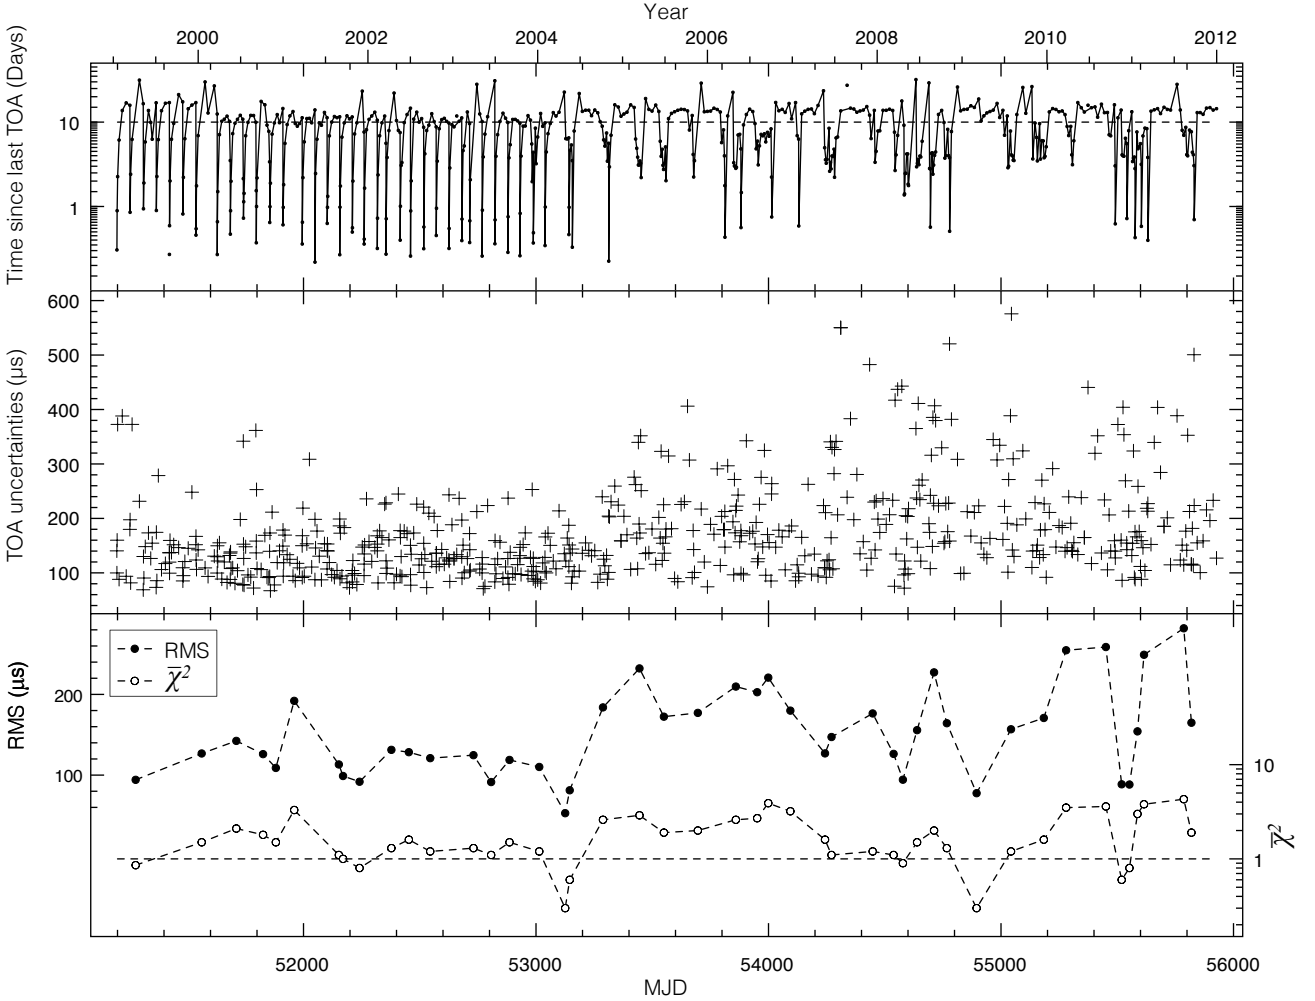 Year
2000 2002 2004 2006 2008 2010 2012
Time since last TOA (Days)
10
1
TOA uncertainties (μs)
600
500
400
300
200
100
RMS (μs)
200
100
RMS
χ̅²
10
1
χ̅²
52000 53000 54000 55000 56000
MJD